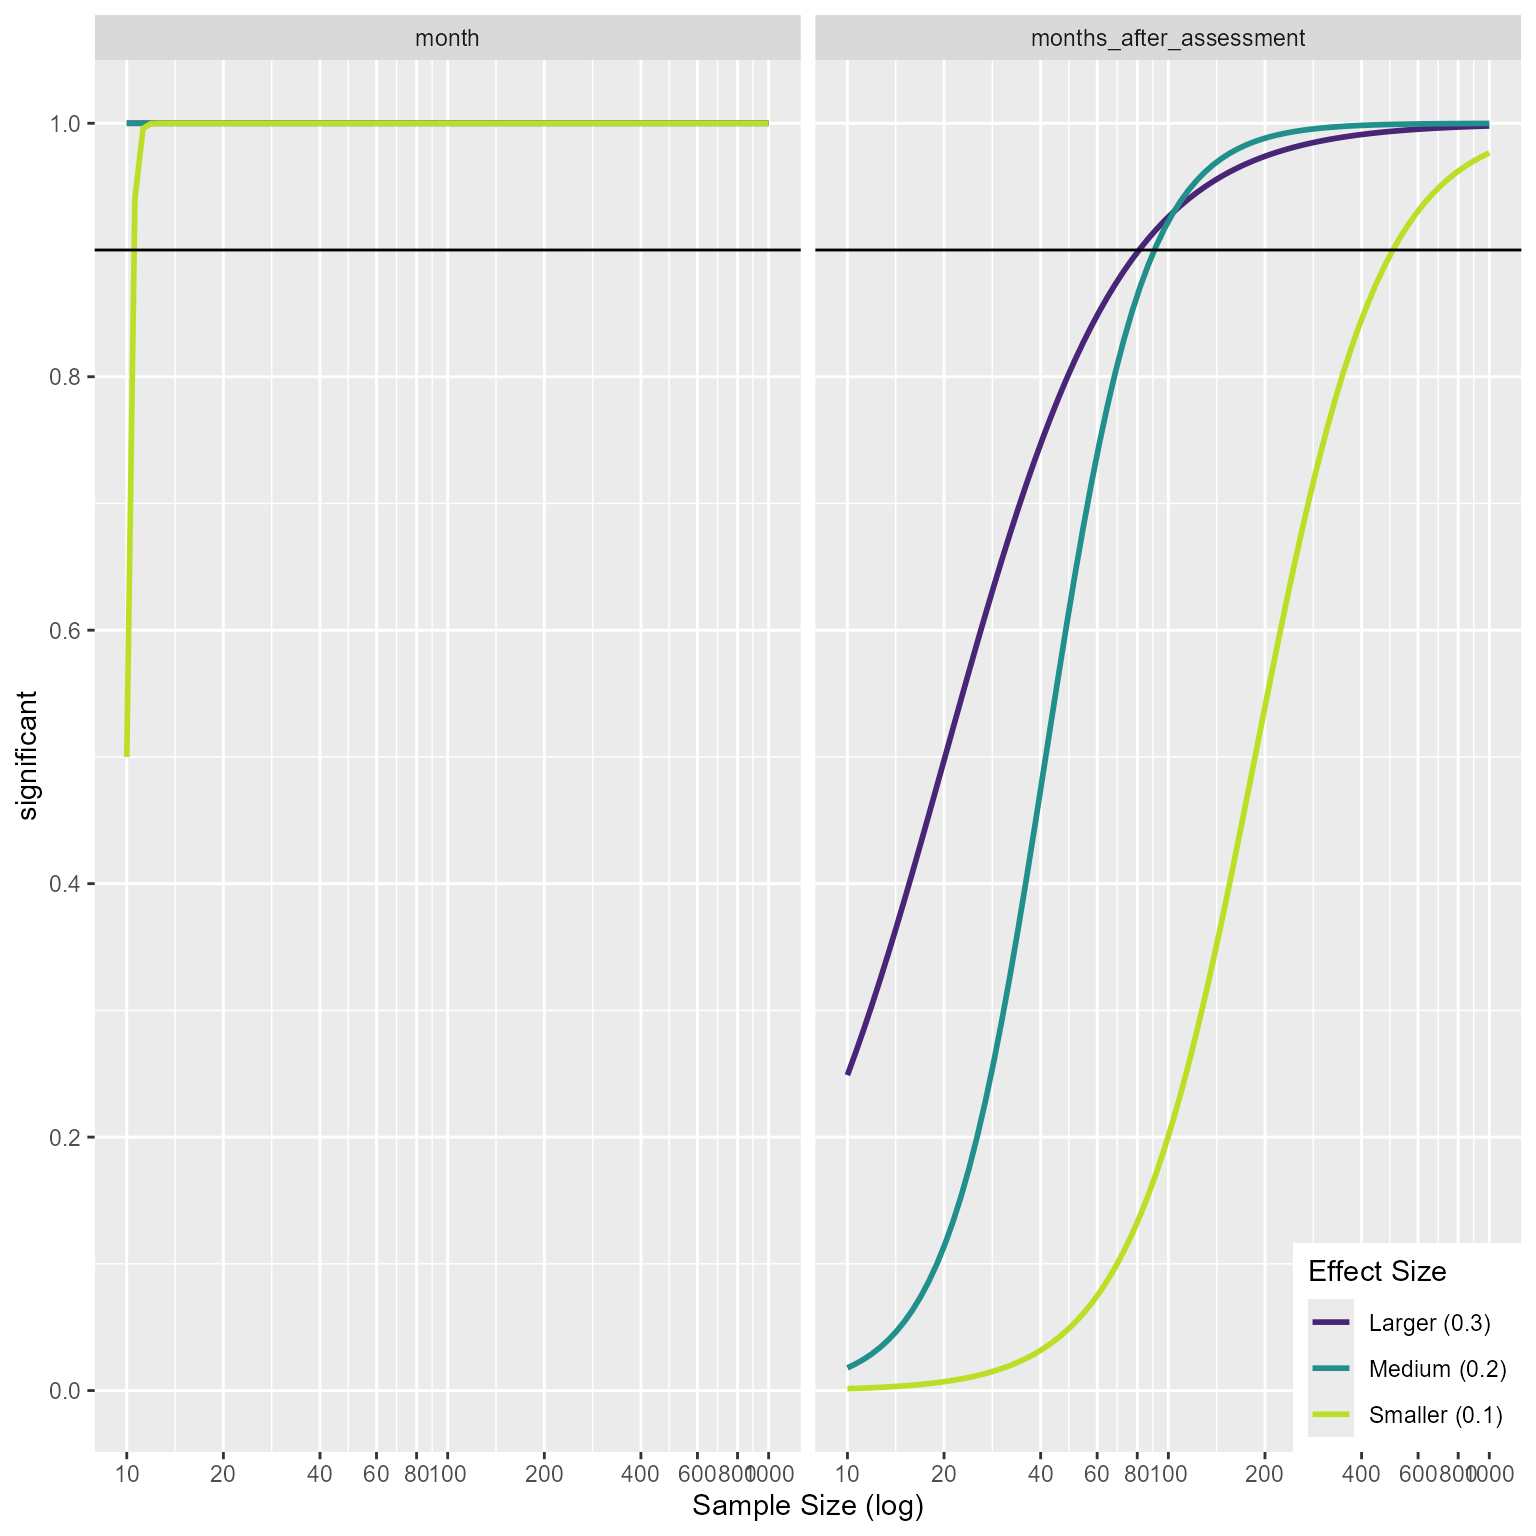 month
months_after_assessment
1.0
0.8
0.6
0.4
0.2
0.0
significant
10 20 40 60 80 100 200 400 600 800 1000
10 20 40 60 80 100 200 400 600 800 1000
Sample Size (log)
Effect Size
Larger (0.3)
Medium (0.2)
Smaller (0.1)